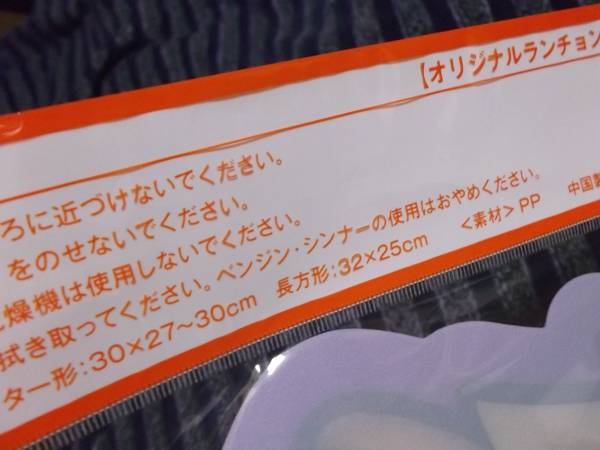 【オリジナルランチョン
ろに近づけないでください。
をのせないでください。
燥機は使用しないでください。
拭き取ってください。ベンジン・シンナーの使用はおやめください。
ター形：30×27～30cm 長方形：32×25cm ＜素材＞PP 中国製